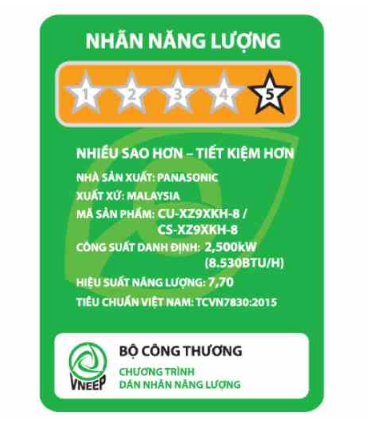 NHÃN NĂNG LƯỢNG
1 2 3 4 5
NHIỀU SAO HƠN – TIẾT KIỆM HƠN
NHÀ SẢN XUẤT: PANASONIC
XUẤT XỨ: MALAYSIA
MÃ SẢN PHẨM: CU-XZ9XKH-8 /
CS-XZ9XKH-8
CÔNG SUẤT DANH ĐỊNH: 2,500kW
(8.530BTU/H)
HIỆU SUẤT NĂNG LƯỢNG: 7,70
TIÊU CHUẨN VIỆT NAM: TCVN7830:2015
BỘ CÔNG THƯƠNG
CHƯƠNG TRÌNH
DÁN NHÃN NĂNG LƯỢNG
VNEEP